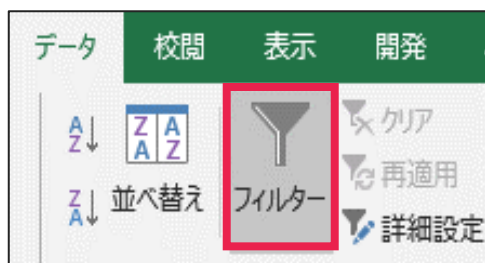 データ 校閲 表示 開発
並べ替え
フィルター
クリア
再適用
詳細設定